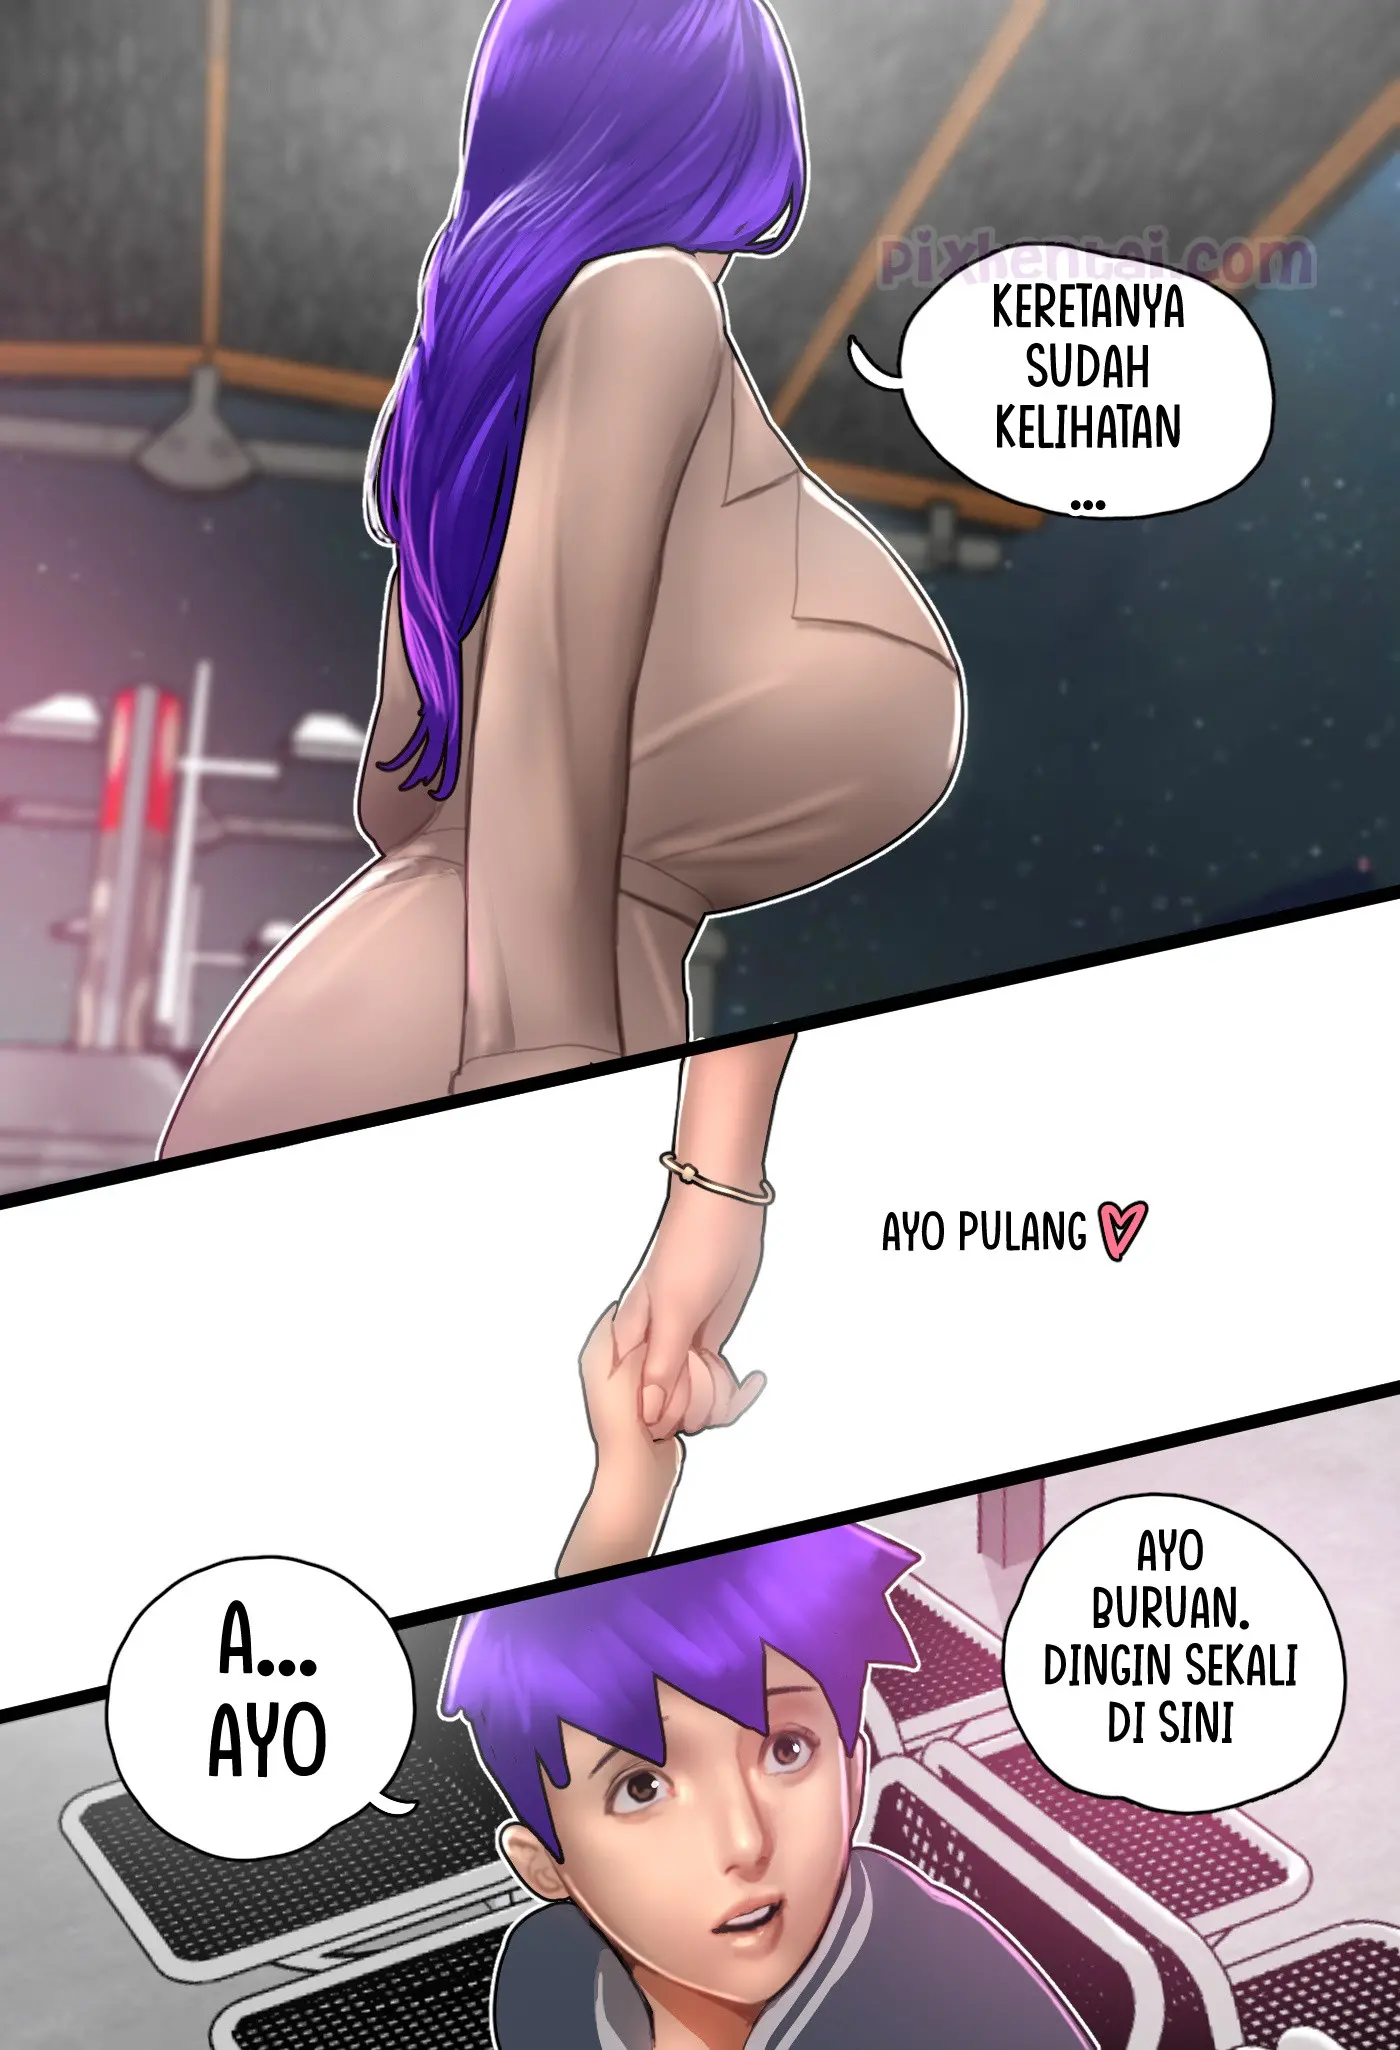 pixhentai.com
KERETANYA
SUDAH
KELIHATAN
...
AYO PULANG
A...
AYO
AYO
BURUAN.
DINGIN SEKALI
DI SINI